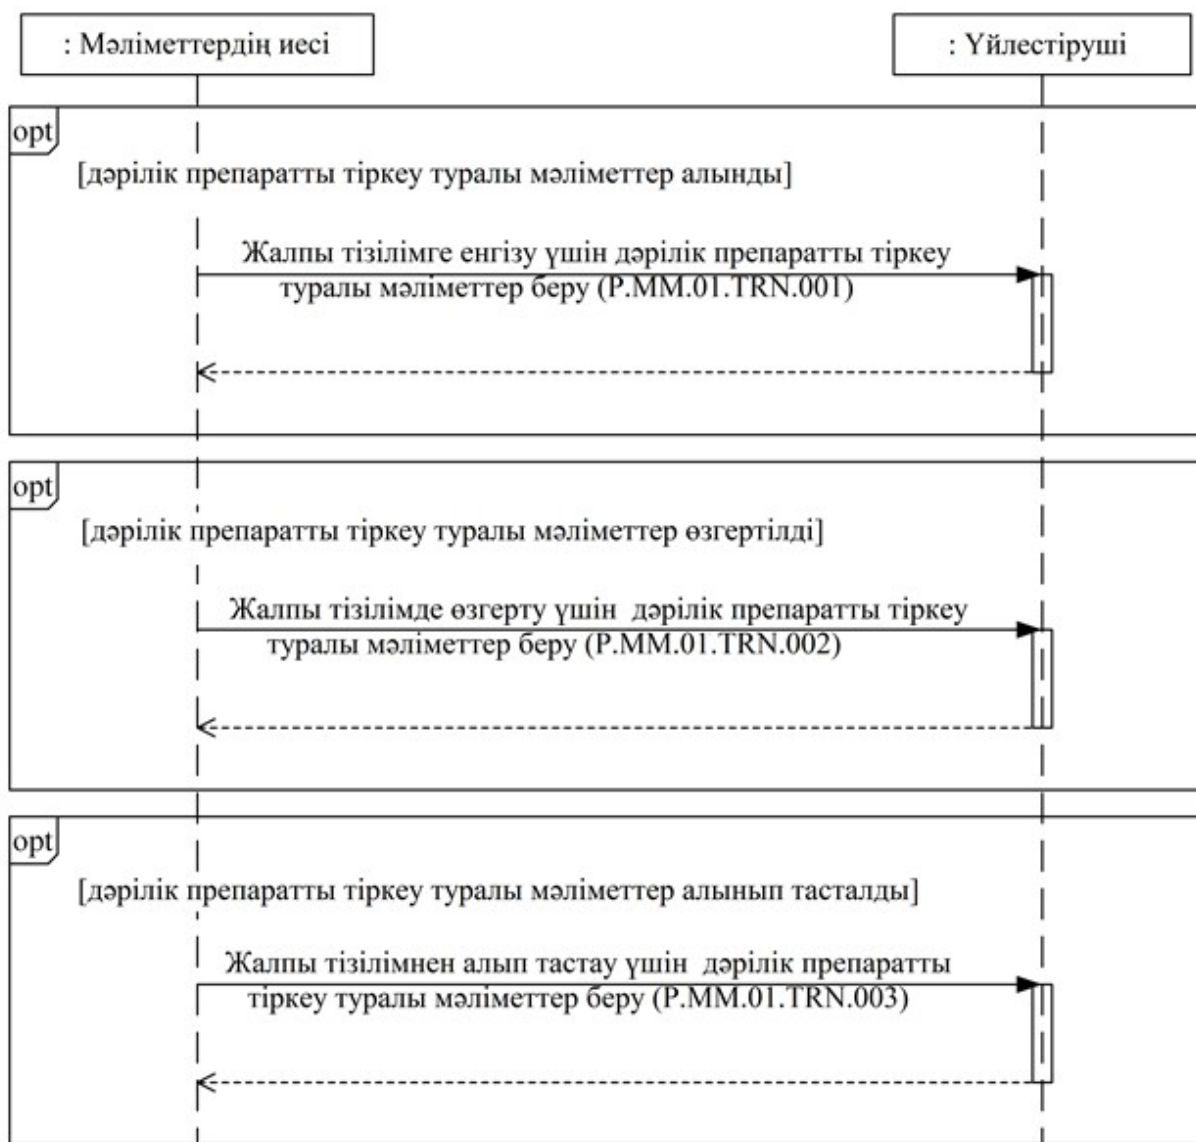 : Мәліметтердің иесі
: Үйлестіруші
opt
[дәрілік препаратты тіркеу туралы мәліметтер алынды]
Жалпы тізілімге енгізу үшін дәрілік препаратты тіркеу
туралы мәліметтер беру (P.MM.01.TRN.001)
opt
[дәрілік препаратты тіркеу туралы мәліметтер өзгертілді]
Жалпы тізілімде өзгерту үшін дәрілік препаратты тіркеу
туралы мәліметтер беру (P.MM.01.TRN.002)
opt
[дәрілік препаратты тіркеу туралы мәліметтер алынып тасталды]
Жалпы тізілімнен алып тастау үшін дәрілік препаратты
тіркеу туралы мәліметтер беру (P.MM.01.TRN.003)